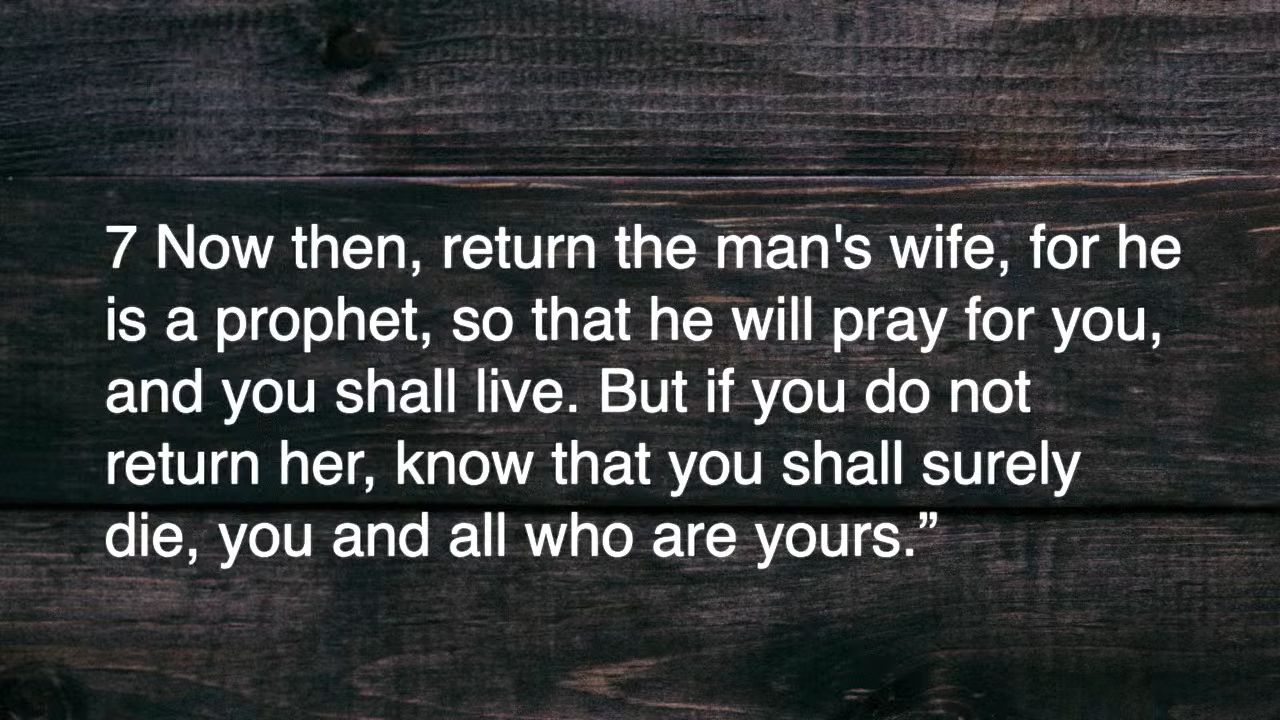 7 Now then, return the man's wife, for he
is a prophet, so that he will pray for you,
and you shall live. But if you do not
return her, know that you shall surely
die, you and all who are yours.”